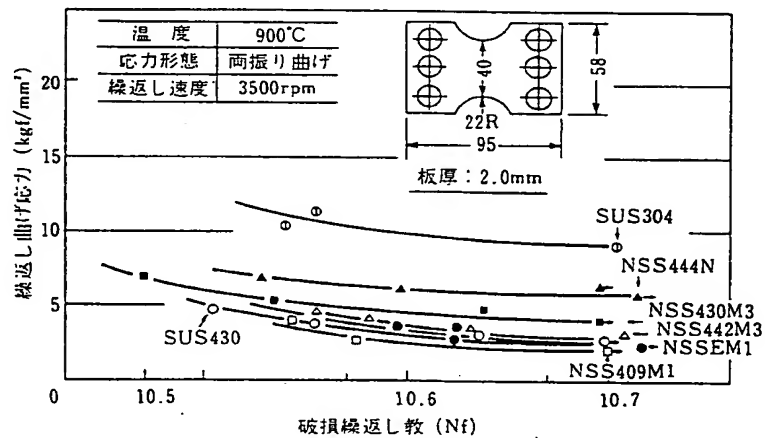 温度 900°C
応力形態 両振り曲げ
繰返し速度 3500rpm
40
58
22R
95
板厚：2.0mm
繰返し曲げ応力 (kgf/mm²)
20
15
10
5
0
SUS304
NSS444N
NSS430M3
NSS442M3
NSSEM1
NSS409M1
SUS430
10.5 10.6 10.7
破損繰返し教 (Nf)